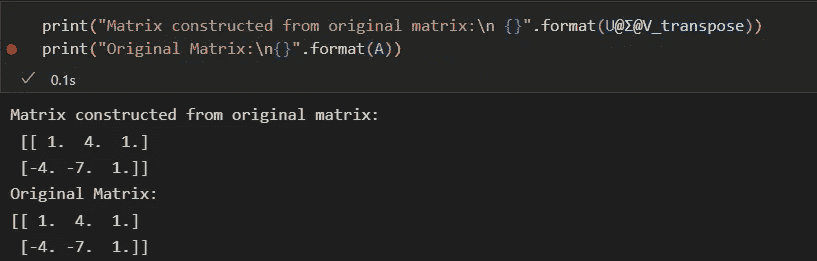 print("Matrix constructed from original matrix:\n {}".format(U@Σ@V_transpose))
print("Original Matrix:\n{}".format(A))
✓ 0.1s
Matrix constructed from original matrix:
 [[ 1.  4.  1.]
 [-4. -7.  1.]]
Original Matrix:
[[ 1.  4.  1.]
 [-4. -7.  1.]]